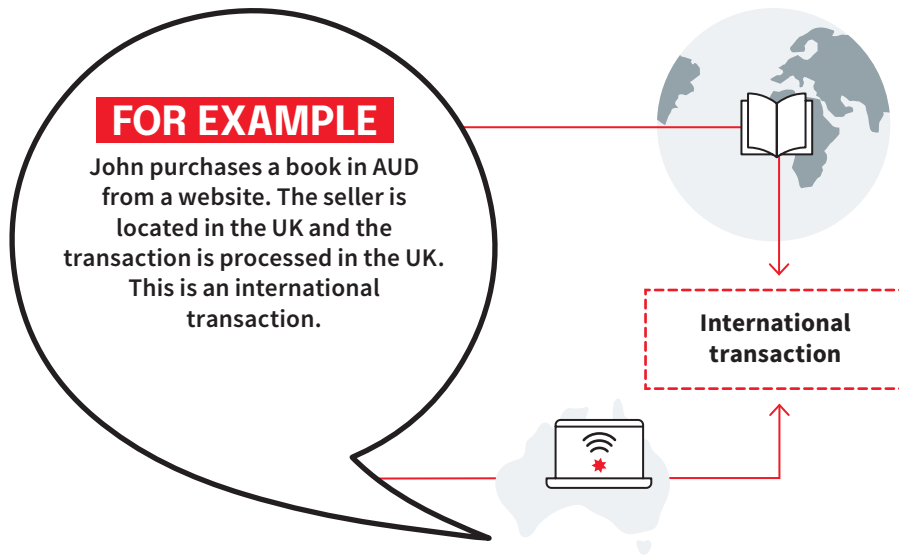 FOR EXAMPLE
John purchases a book in AUD
from a website. The seller is
located in the UK and the
transaction is processed in the UK.
This is an international
transaction.
International
transaction